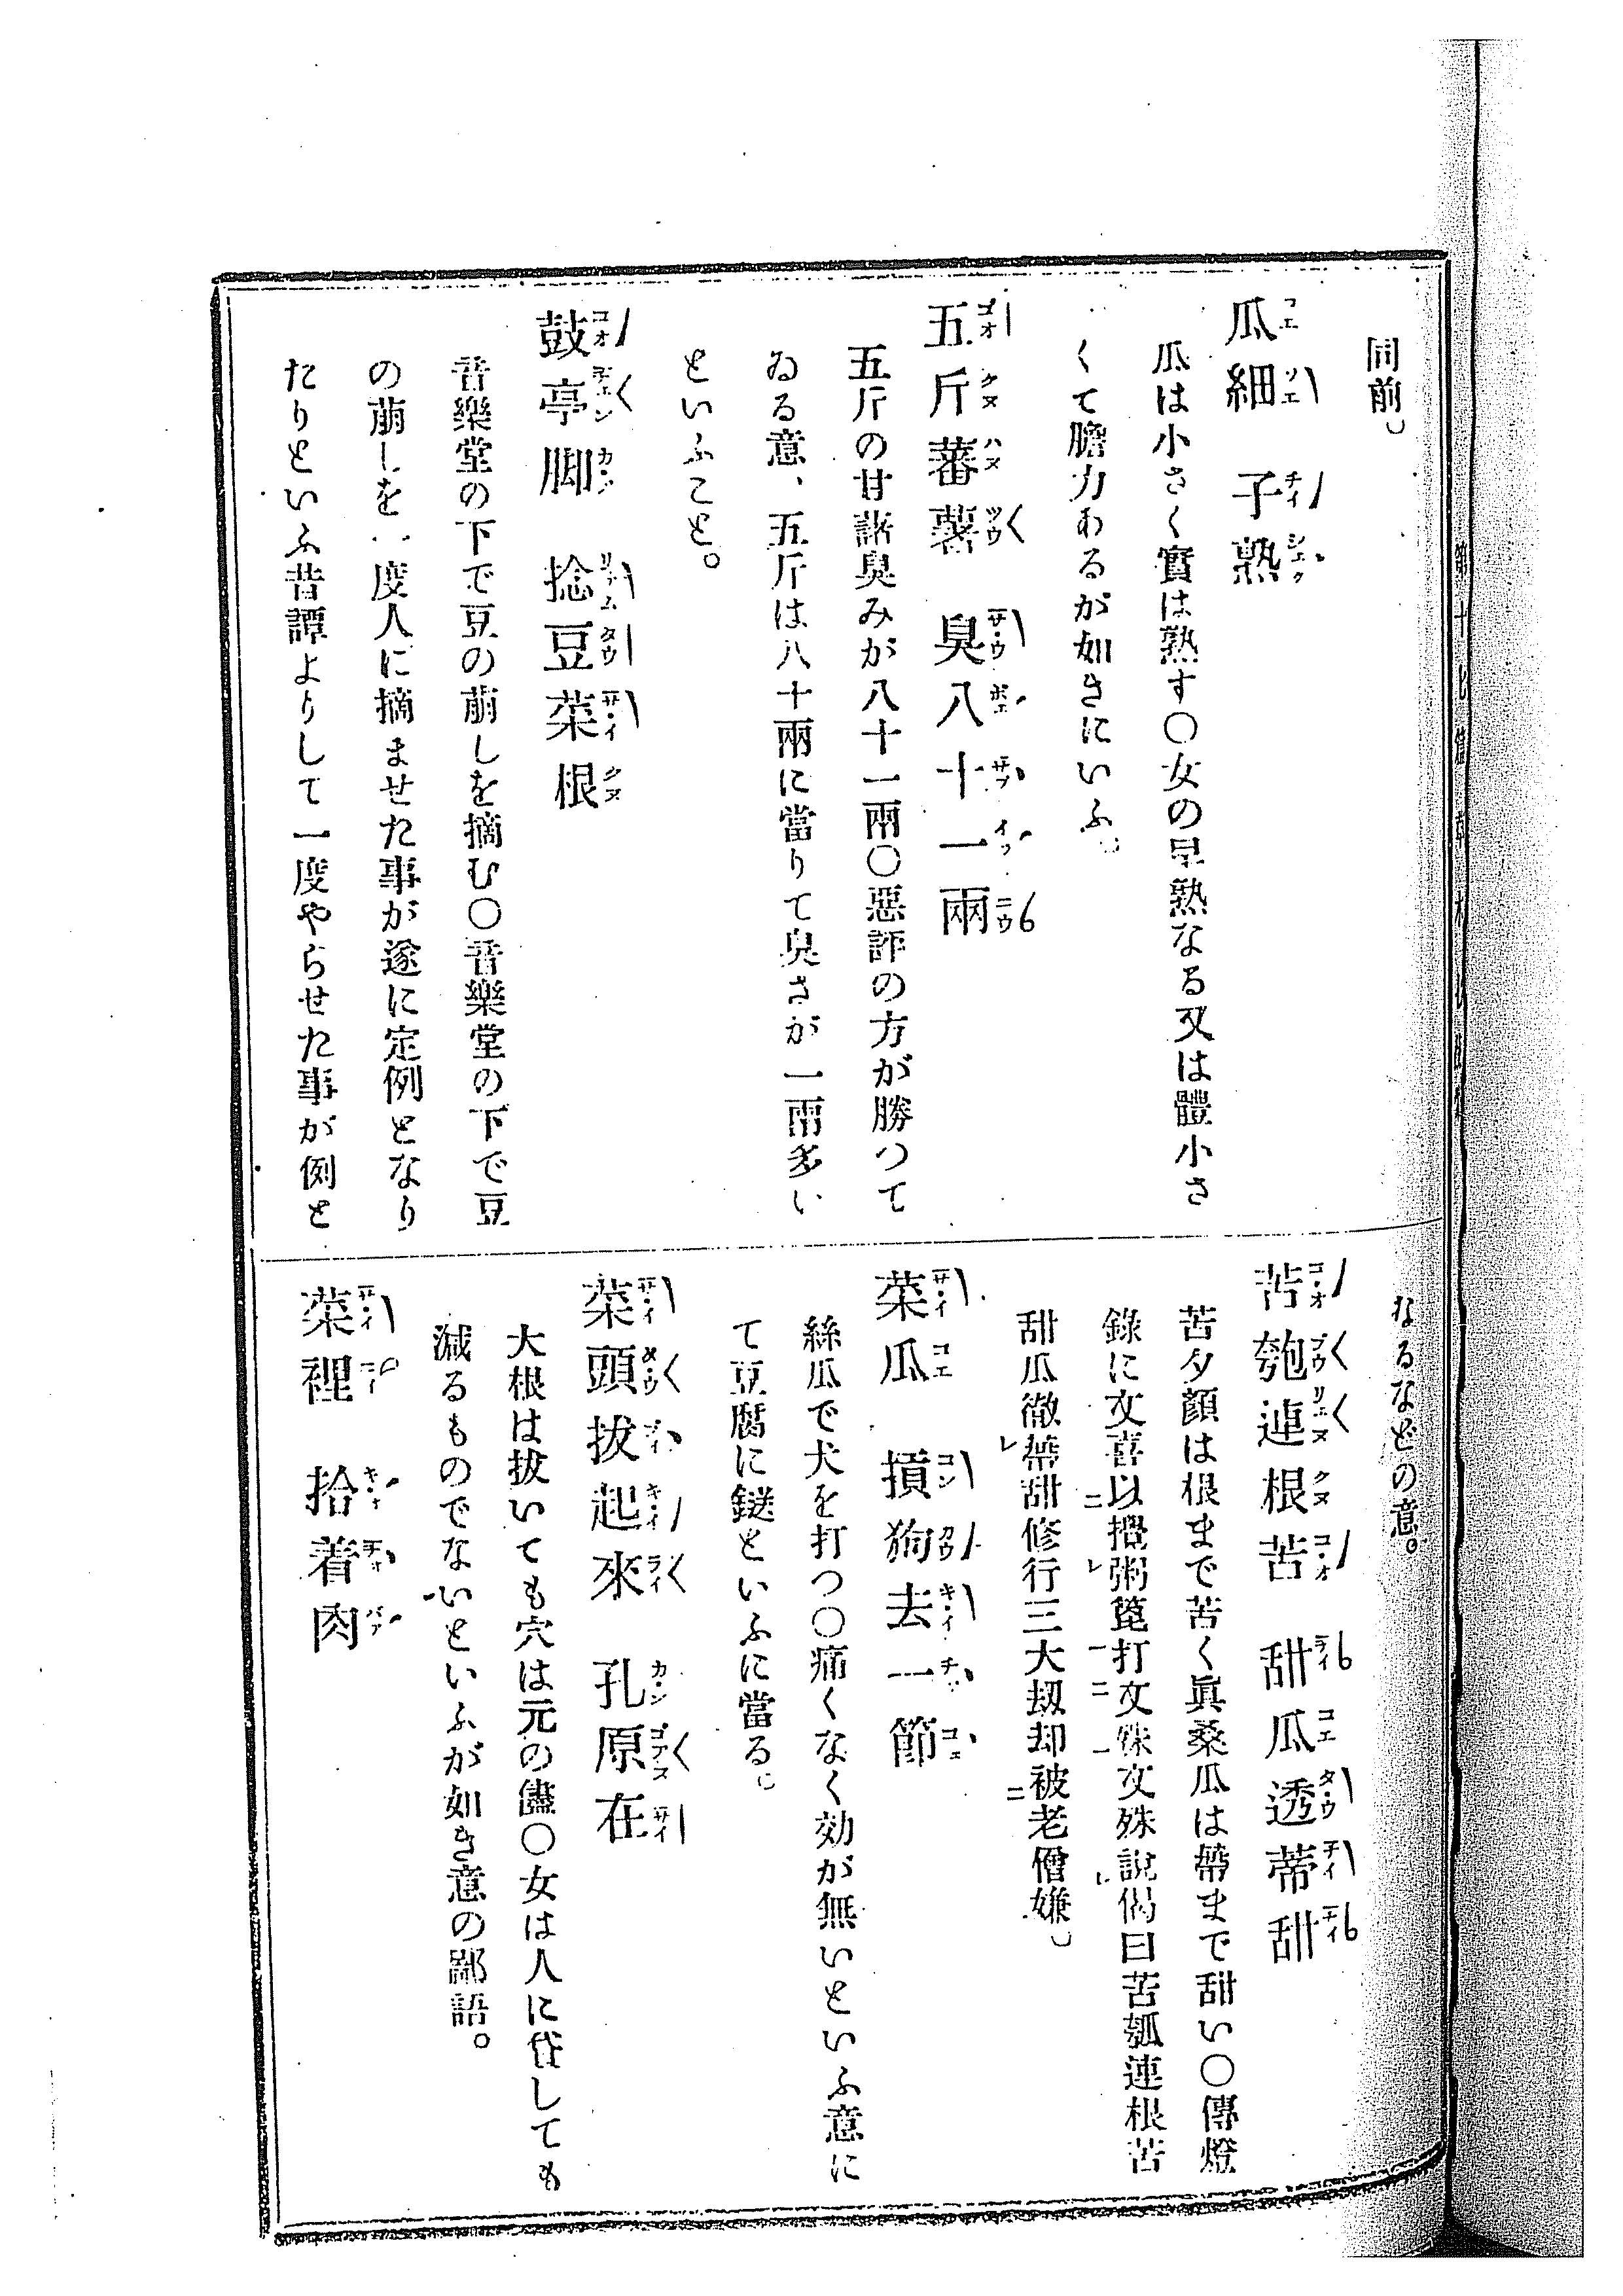 同前。
瓜細　子熟
瓜は小さく實は熟す〇女の早熟なる又は體小さ
くて膽力あるが如きにいふ。
五斤蕃薯　臭八十一兩
五斤の甘藷臭みが八十一兩〇惡評の方が勝つて
ゐる意、五斤は八十兩に當りて臭さが一兩多い
といふこと。
鼓亭脚　捻豆菜根
音樂堂の下で豆の萠しを摘む〇音樂堂の下で豆
の萠しを一度人に摘ませた事が遂に定例となり
たりといふ昔譚よりして一度やらせた事が例と
なるなどの意。
苦匏連根苦　甜瓜透蒂甜
苦夕顏は根まで苦く眞桑瓜は蔕まで甜い〇傳燈
錄に文喜以攪粥篦打文殊文殊說偈曰苦瓠連根苦
甜瓜徹蔕甜修行三大劫却被老僧嫌。
菜瓜　摃狗去一節
絲瓜で犬を打つ〇痛くなく効が無いといふ意に
て豆腐に鎹といふに當る。
菜頭拔起來　孔原在
大根は拔いても穴は元の儘〇女は人に貸しても
減るものでないといふが如き意の鄙語。
菜裡　拾着肉